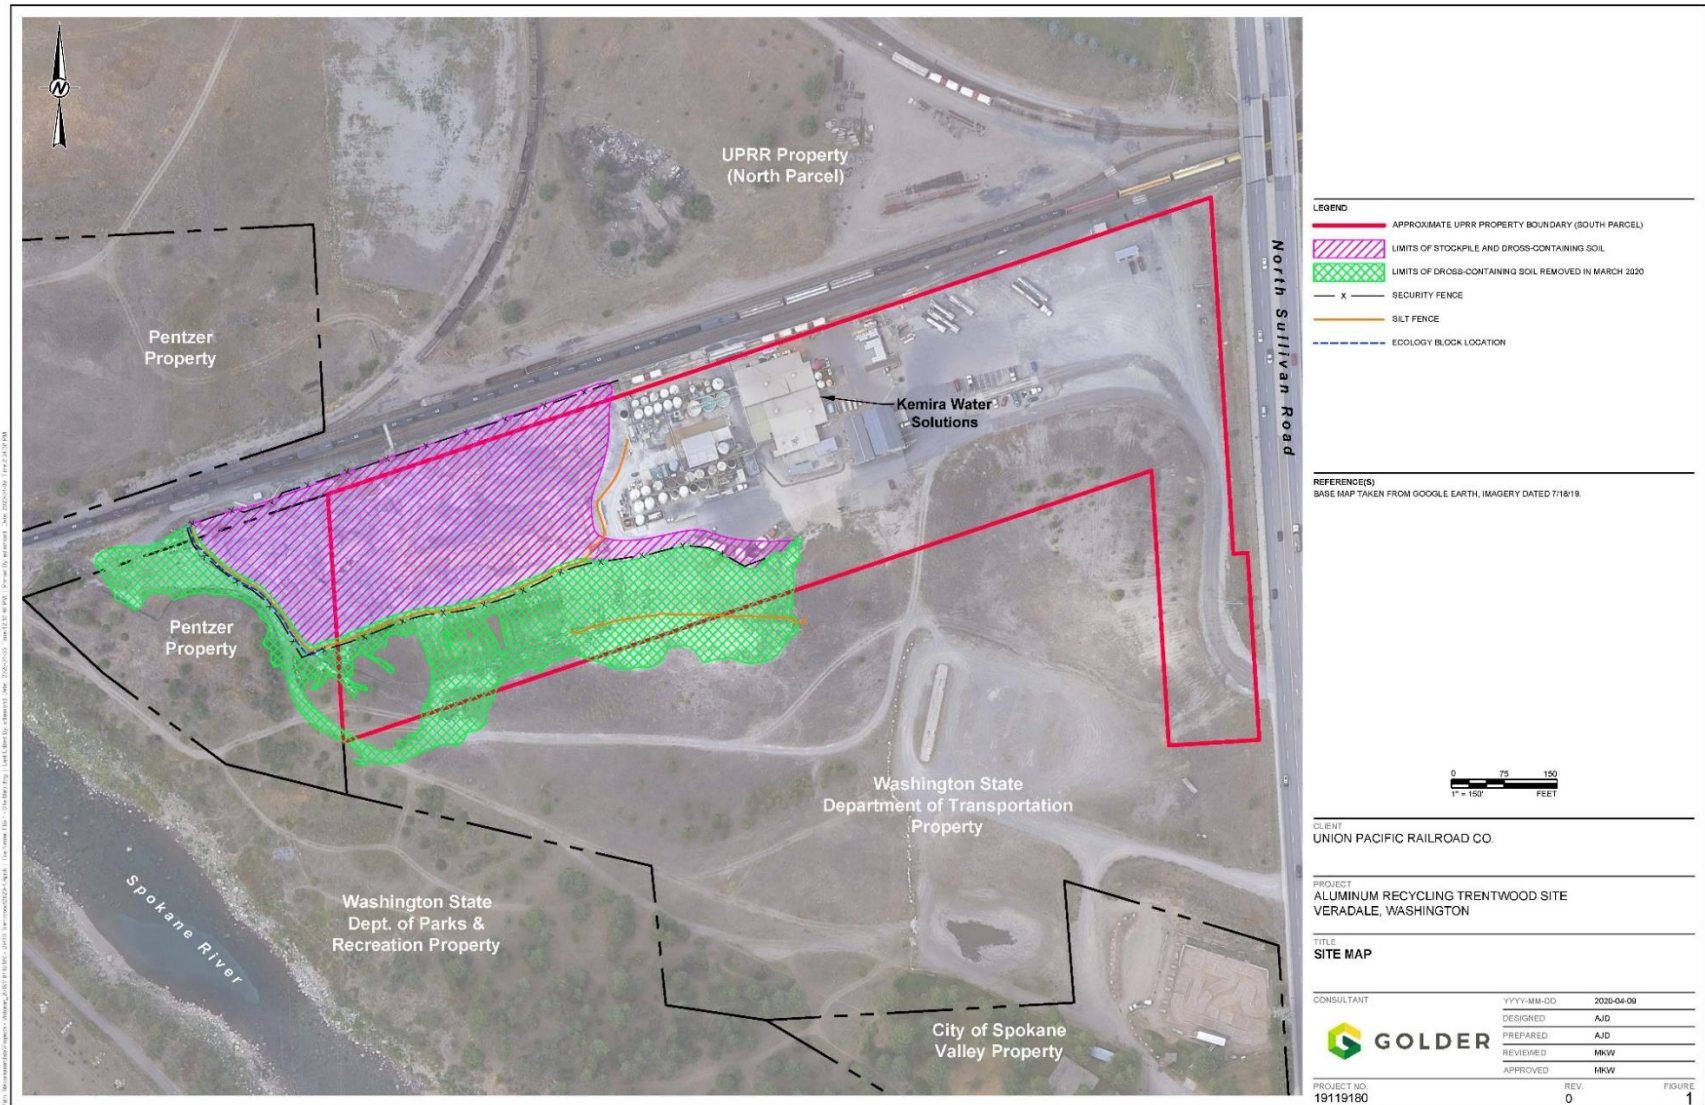 N
UPRR Property
(North Parcel)
Pentzer
Property
Kemira Water
Solutions
North Sullivan Road
Pentzer
Property
Washington State
Department of Transportation
Property
Washington State
Dept. of Parks &
Recreation Property
Spokane River
City of Spokane
Valley Property
LEGEND
APPROXIMATE UPRR PROPERTY BOUNDARY (SOUTH PARCEL)
LIMITS OF STOCKPILE AND DROSS-CONTAINING SOIL
LIMITS OF DROSS-CONTAINING SOIL REMOVED IN MARCH 2020
X SECURITY FENCE
SILT FENCE
ECOLOGY BLOCK LOCATION
REFERENCE(S)
BASE MAP TAKEN FROM GOOGLE EARTH, IMAGERY DATED 7/18/19.
0 75 150
1" = 150' FEET
CLIENT
UNION PACIFIC RAILROAD CO.
PROJECT
ALUMINUM RECYCLING TRENTWOOD SITE
VERADALE, WASHINGTON
TITLE
SITE MAP
CONSULTANT
GOLDER
YYYY-MM-DD 2020-04-09
DESIGNED AJD
PREPARED AJD
REVIEWED MKW
APPROVED MKW
PROJECT NO. REV. FIGURE
19119180 0 1